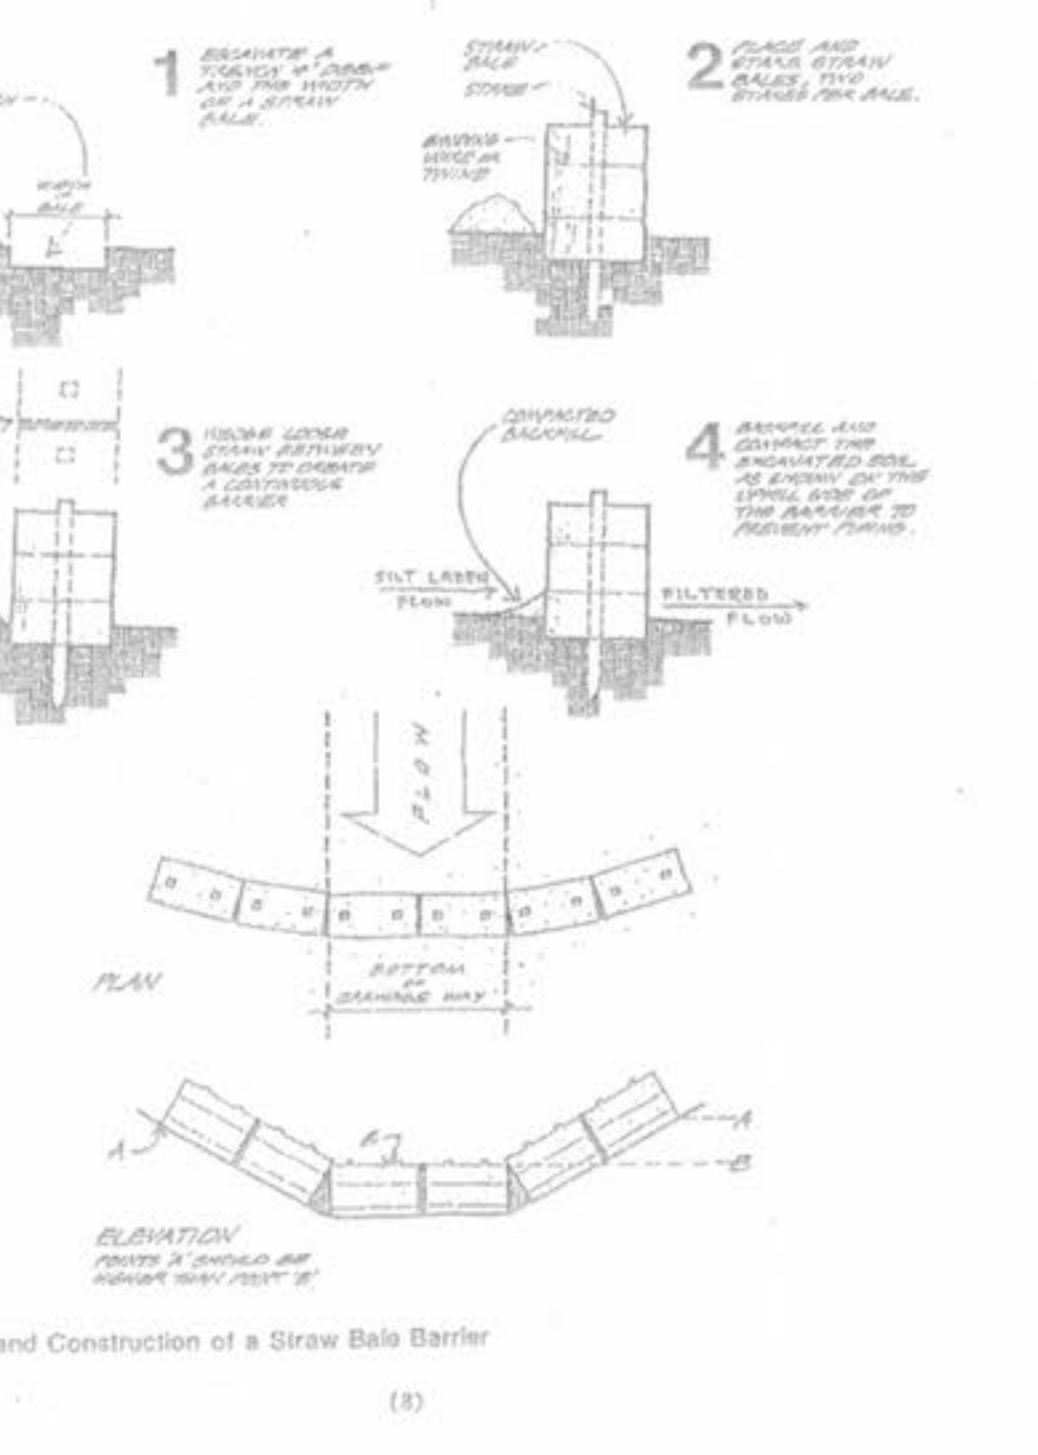 1
EXCAVATE A
TRENCH 4" DEEP
AND THE WIDTH
OF A STRAW
BALE.
WIDTH
OF
BALE
STRAW
BALE
STAKE
BINDING
WIRE OR
TWINE
2
PLACE AND
STAKE STRAW
BALES, TWO
STAKES PER BALE.
3
WEDGE LOOSE
STRAW BETWEEN
BALES TO CREATE
A CONTINUOUS
BARRIER
COMPACTED
BACKFILL
4
BACKFILL AND
COMPACT THE
EXCAVATED SOIL
AS SHOWN ON THE
UPHILL SIDE OF
THE BARRIER TO
PREVENT PIPING.
SILT LADEN
FLOW
FILTERED
FLOW
FLOW
PLAN
BOTTOM
OF
DRAINAGE WAY
A
B
A
B
ELEVATION
POINTS 'A' SHOULD BE
HIGHER THAN POINT 'B'
and Construction of a Straw Bale Barrier
(8)